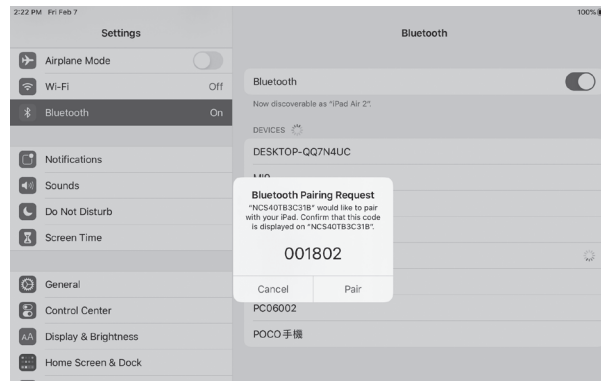 2:22 PM Fri Feb 7
100%
Settings
Airplane Mode
Wi-Fi
Off
Bluetooth
On
Notifications
Sounds
Do Not Disturb
Screen Time
General
Control Center
Display & Brightness
Home Screen & Dock
Bluetooth
Bluetooth
Now discoverable as "iPad Air 2".
DEVICES
DESKTOP-QQ7N4UC
Bluetooth Pairing Request
"NCS40TB3C31B" would like to pair
with your iPad. Confirm that this code
is displayed on "NCS40TB3C31B".
001802
Cancel
Pair
PC06002
POCO手機